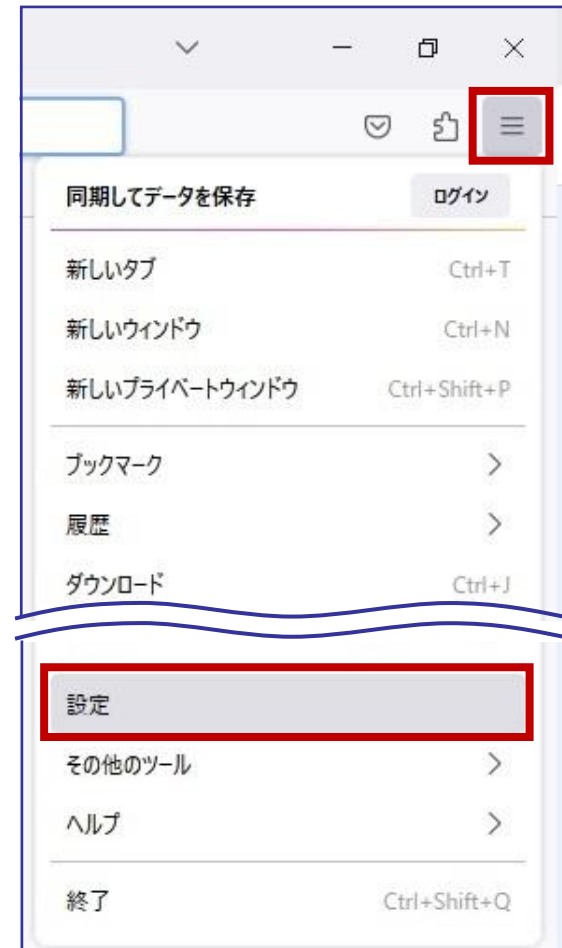 同期してデータを保存 ログイン
新しいタブ Ctrl+T
新しいウィンドウ Ctrl+N
新しいプライベートウィンドウ Ctrl+Shift+P
ブックマーク
履歴
ダウンロード Ctrl+J
設定
その他のツール
ヘルプ
終了 Ctrl+Shift+Q